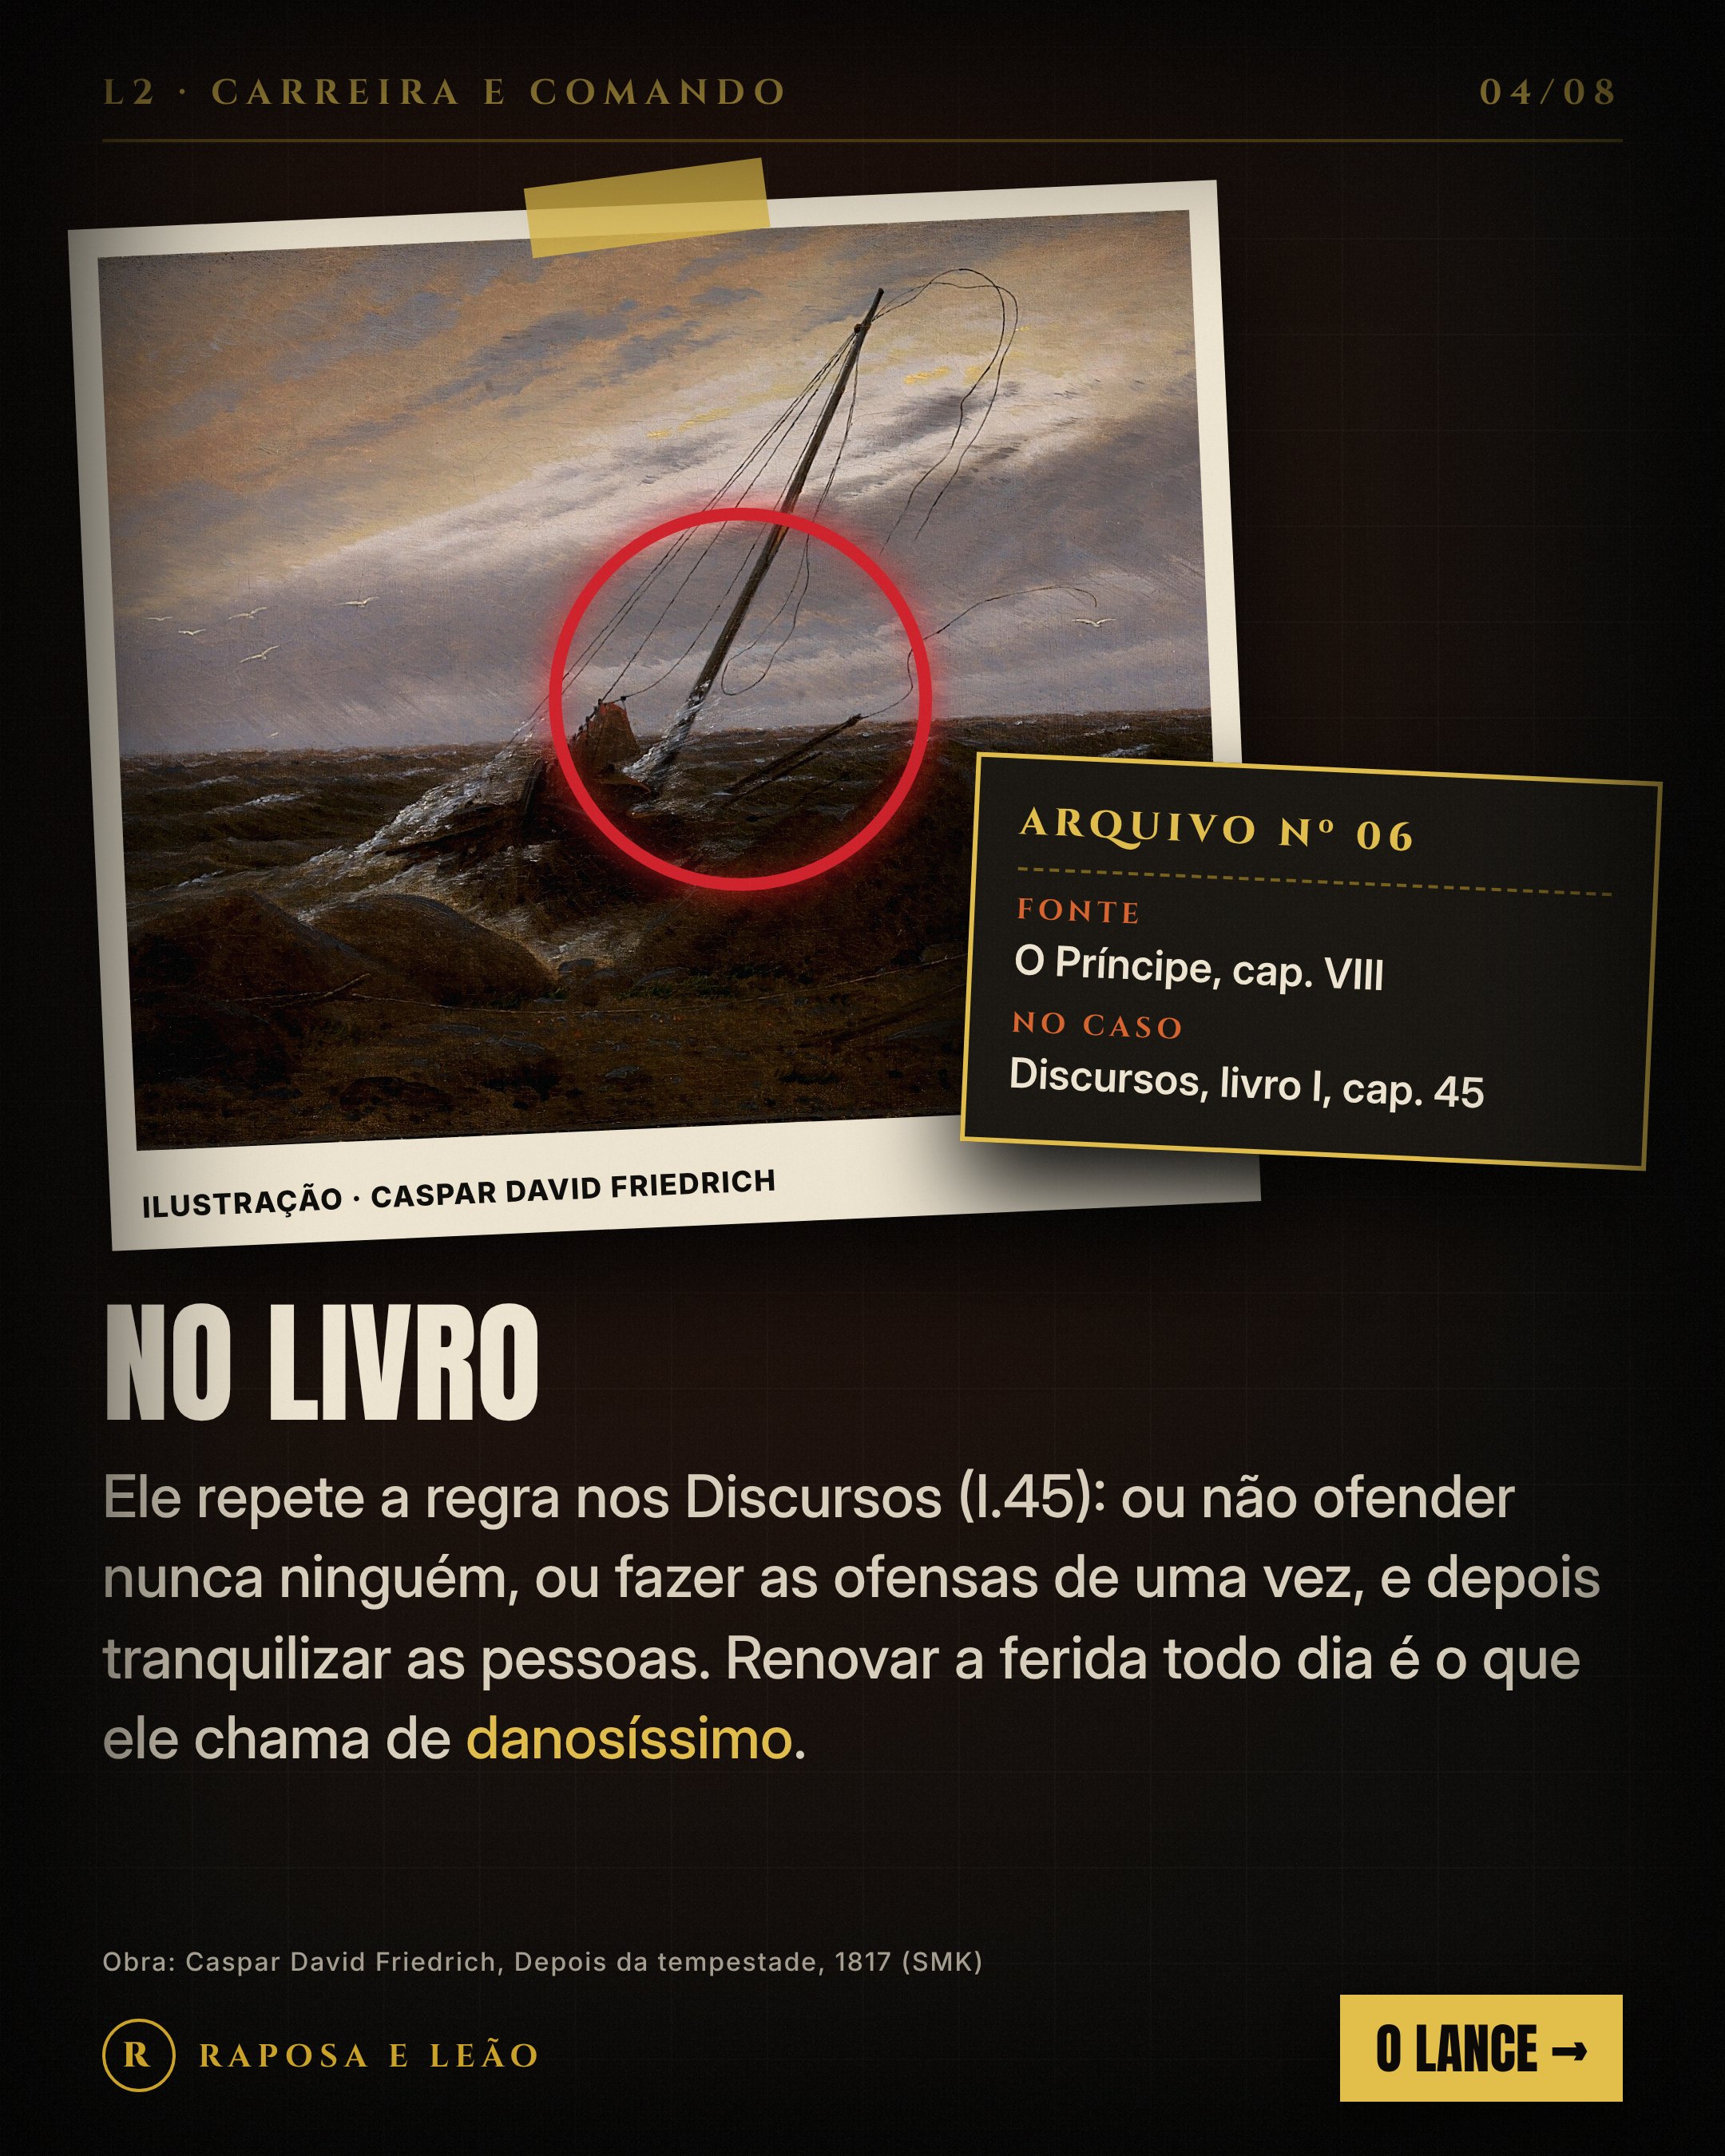 L2 · CARREIRA E COMANDO
04/08
ARQUIVO Nº 06
FONTE
O Príncipe, cap. VIII
NO CASO
Discursos, livro I, cap. 45
ILUSTRAÇÃO · CASPAR DAVID FRIEDRICH
NO LIVRO
Ele repete a regra nos Discursos (I.45): ou não ofender
nunca ninguém, ou fazer as ofensas de uma vez, e depois
tranquilizar as pessoas. Renovar a ferida todo dia é o que
ele chama de danosíssimo.
Obra: Caspar David Friedrich, Depois da tempestade, 1817 (SMK)
R RAPOSA E LEÃO
O LANCE →